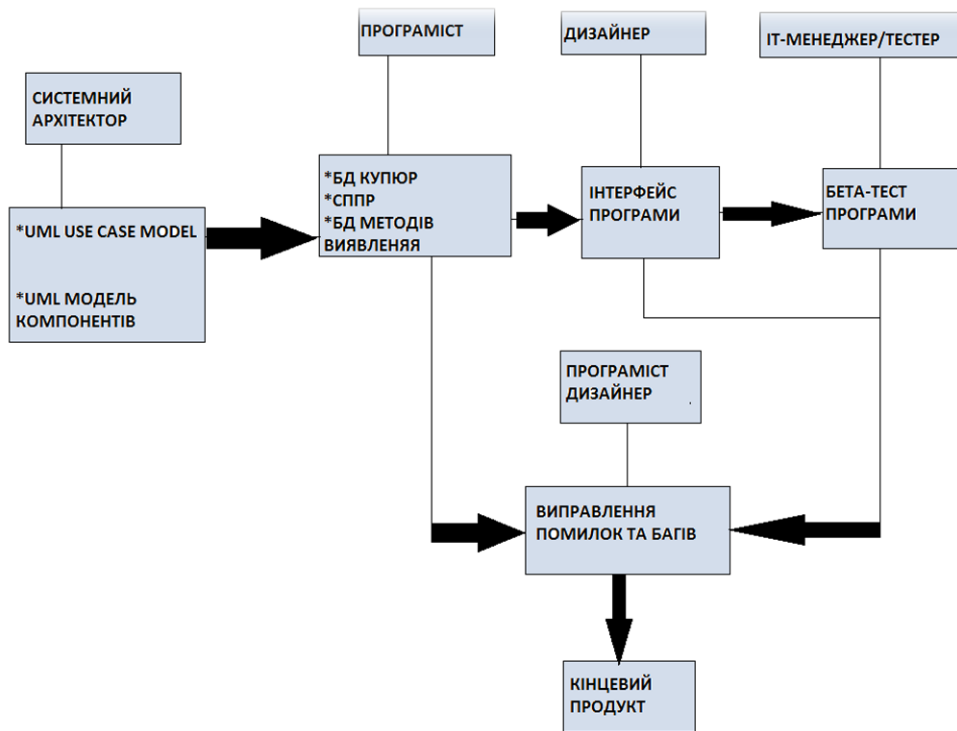 ПРОГРАМІСТ
ДИЗАЙНЕР
ІТ-МЕНЕДЖЕР/ТЕСТЕР
СИСТЕМНИЙ
АРХІТЕКТОР
*UML USE CASE MODEL
*UML МОДЕЛЬ
КОМПОНЕНТІВ
*БД КУПЮР
*СППР
*БД МЕТОДІВ
ВИЯВЛЕНЯЯ
ІНТЕРФЕЙС
ПРОГРАМИ
БЕТА-ТЕСТ
ПРОГРАМИ
ПРОГРАМІСТ
ДИЗАЙНЕР .
ВИПРАВЛЕННЯ
ПОМИЛОК ТА БАГІВ
КІНЦЕВИЙ
ПРОДУКТ